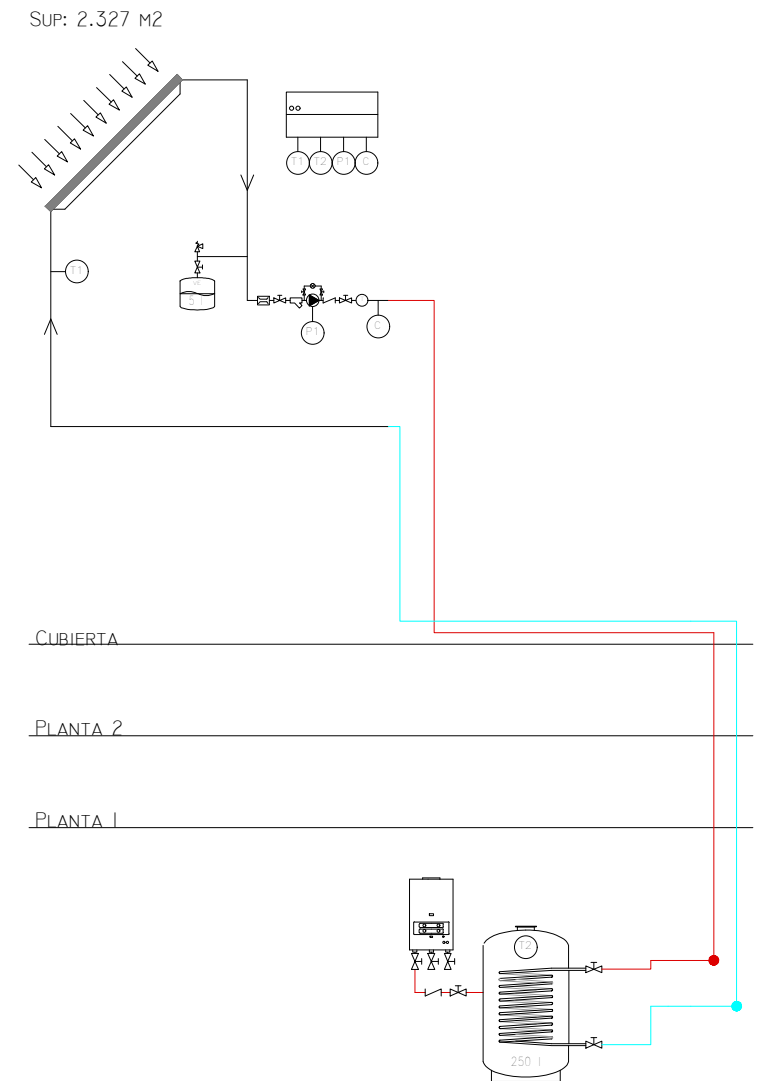 SUP: 2.327 M2
T1 T2 P1 C
T1
5 l
P1
C
CUBIERTA
PLANTA 2
PLANTA 1
T2
250 l